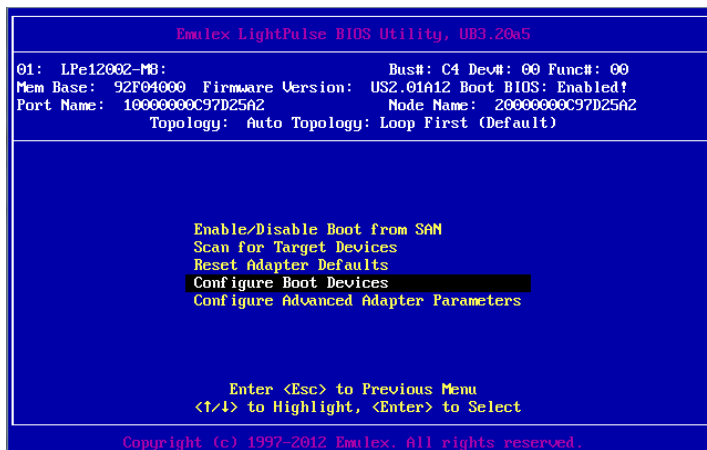 Emulex LightPulse BIOS Utility, UB3.20a5
01: LPe12002-M8: Bus#: C4 Dev#: 00 Func#: 00
Mem Base: 92F04000 Firmware Version: US2.01A12 Boot BIOS: Enabled!
Port Name: 10000000C97D25A2 Node Name: 20000000C97D25A2
Topology: Auto Topology: Loop First (Default)
Enable/Disable Boot from SAN
Scan for Target Devices
Reset Adapter Defaults
Configure Boot Devices
Configure Advanced Adapter Parameters
Enter <Esc> to Previous Menu
<↑/↓> to Highlight, <Enter> to Select
Copyright (c) 1997-2012 Emulex. All rights reserved.